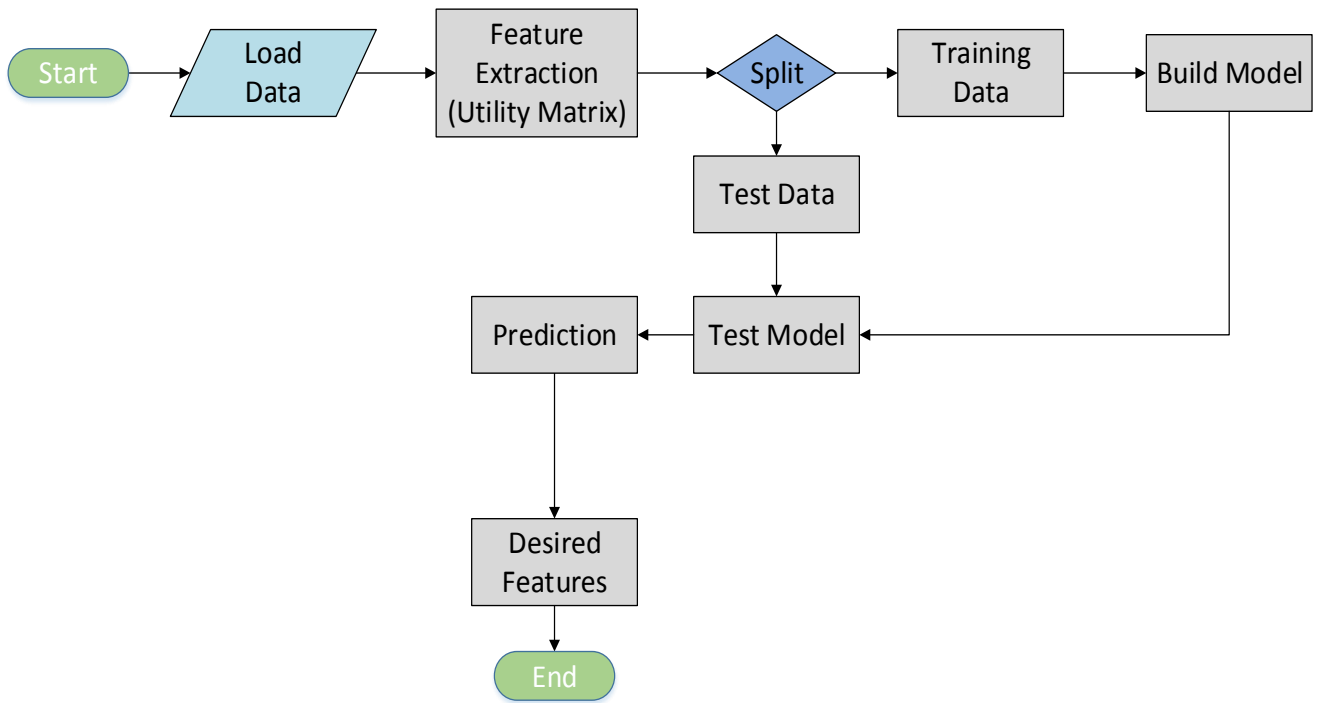 Start
Load
Data
Feature
Extraction
(Utility Matrix)
Split
Training
Data
Build Model
Test Data
Test Model
Prediction
Desired
Features
End